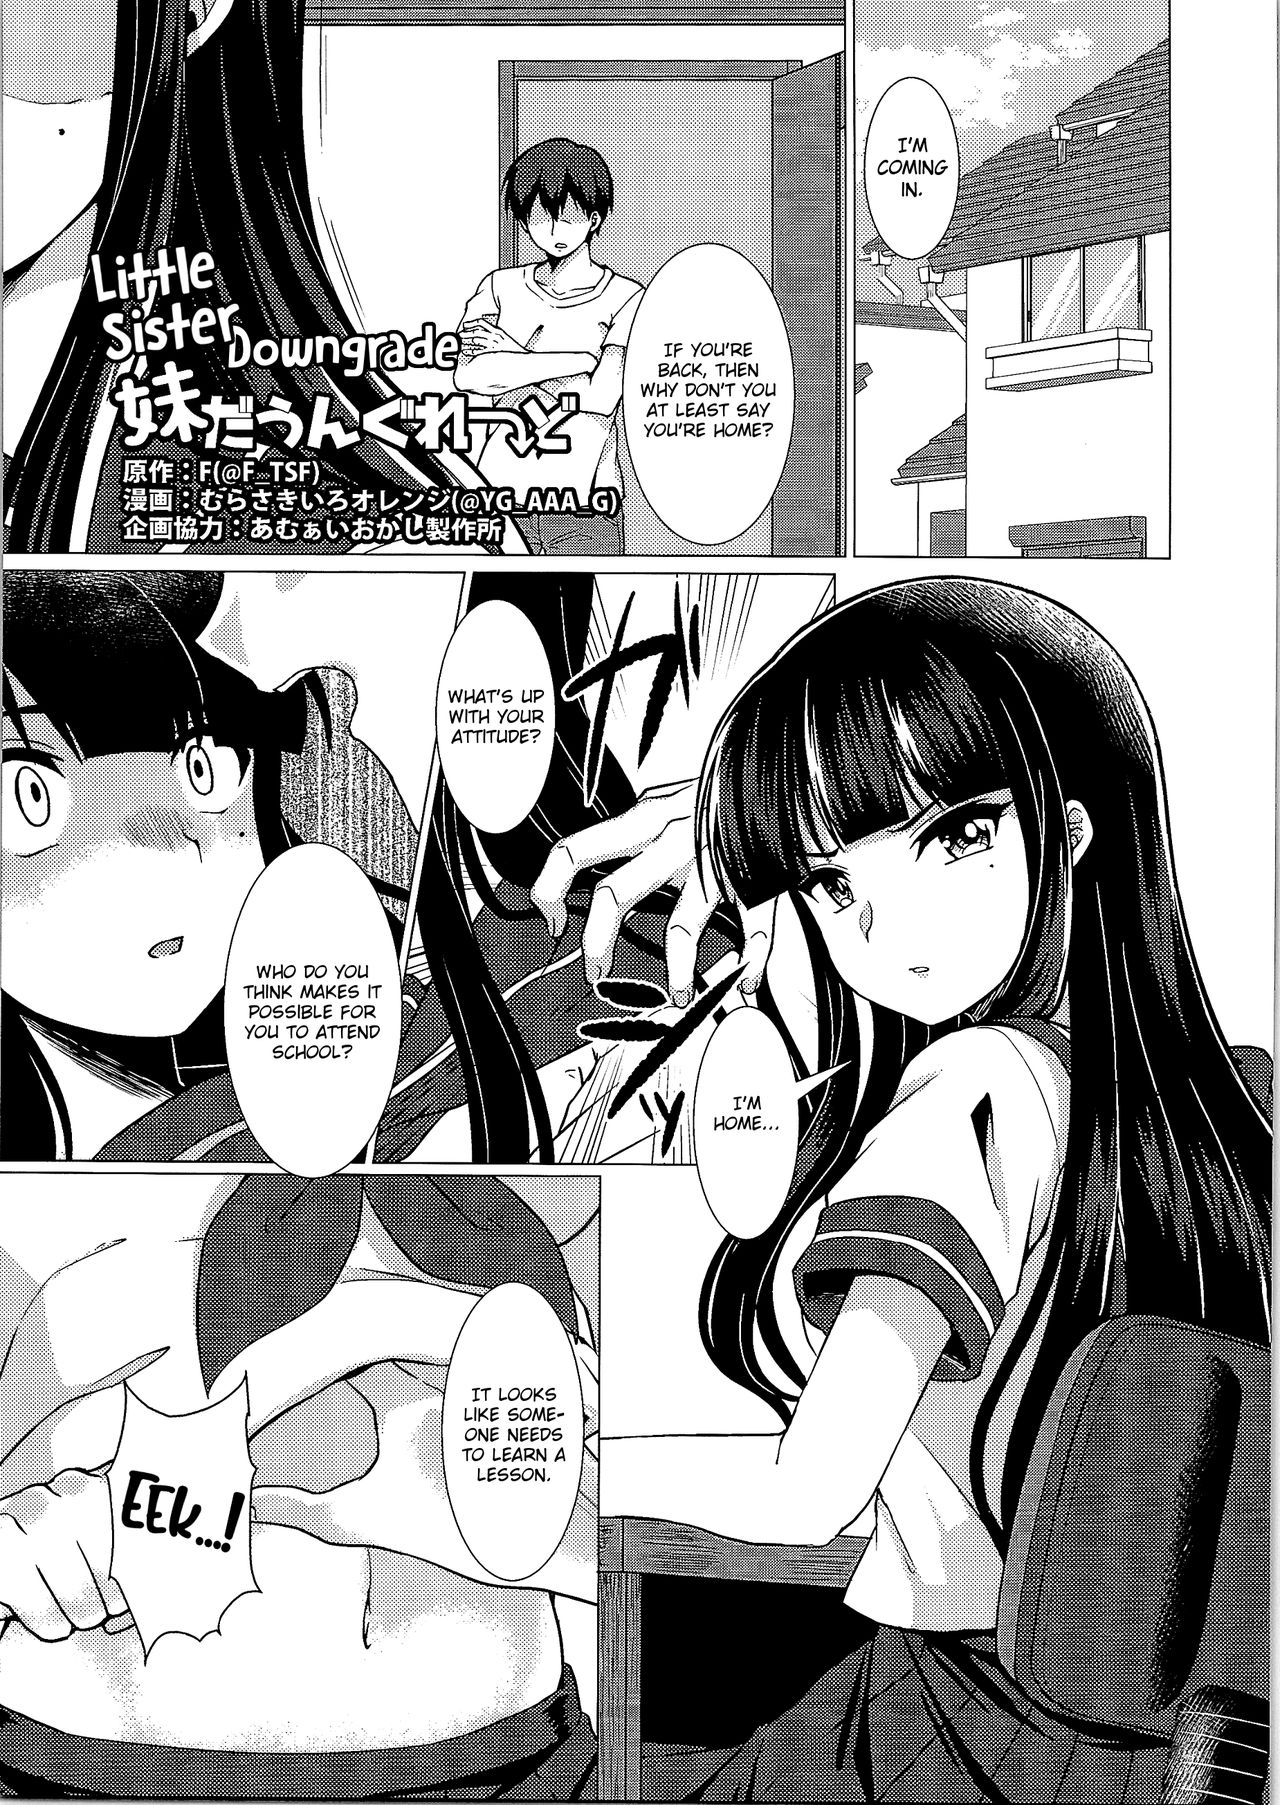 I'M
COMING
IN.
IF YOU'RE
BACK, THEN
WHY DON'T YOU
AT LEAST SAY
YOU'RE HOME?
Little
Sister Downgrade
妹だうんぐれーど
原作：F(@F_TSF)
漫画：むらさきいろオレンジ(@YG_AAA_G)
企画協力：あむぁいおかし製作所
I'M
HOME...
ガ
シ
ッ
WHAT'S UP
WITH YOUR
ATTITUDE?
WHO DO YOU
THINK MAKES IT
POSSIBLE FOR
YOU TO ATTEND
SCHOOL?
IT LOOKS
LIKE SOME-
ONE NEEDS
TO LEARN A
LESSON.
EEK....!